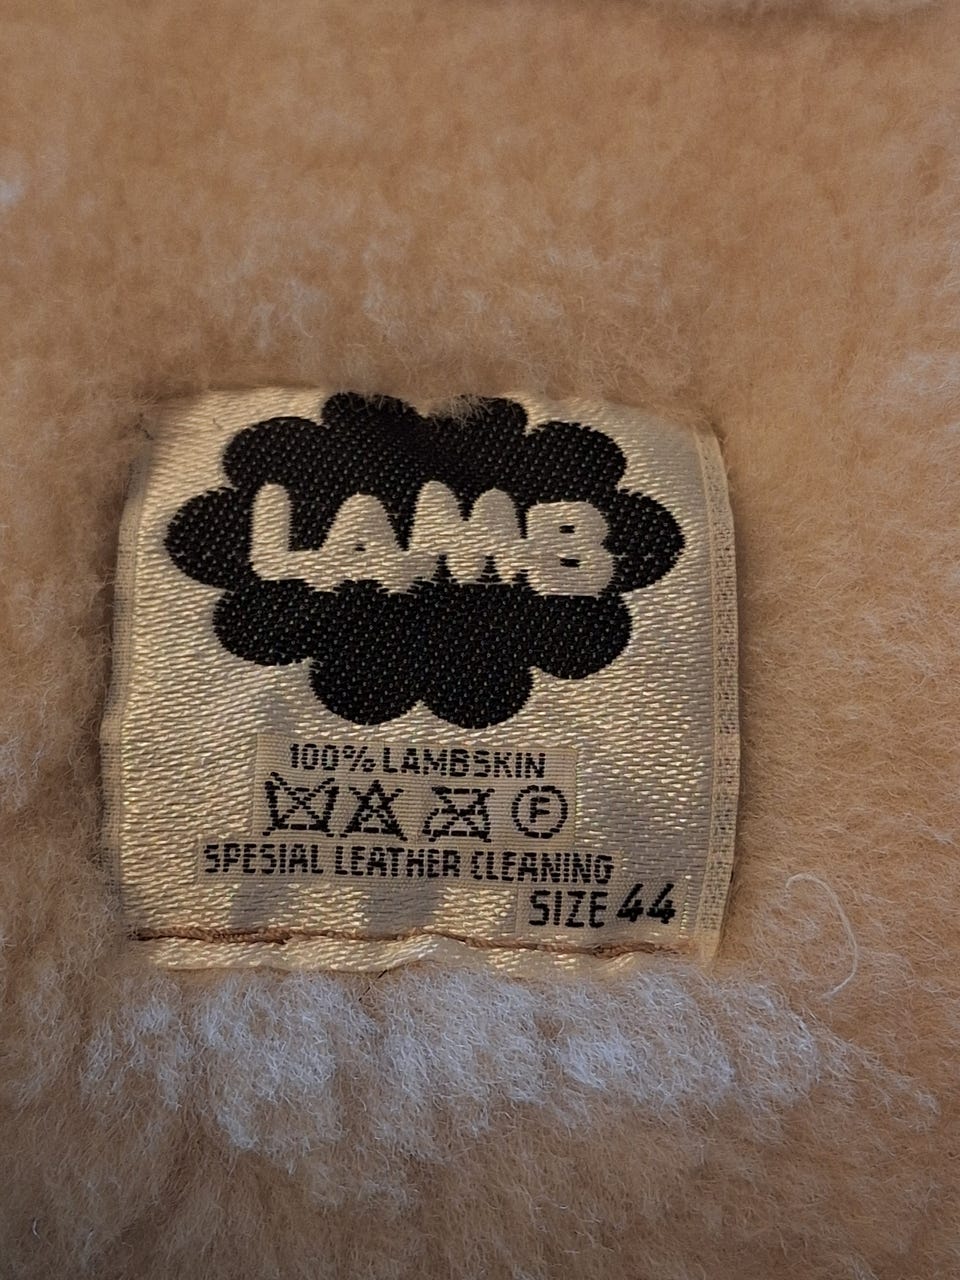 LAMB
100% LAMBSKIN
F
SPESIAL LEATHER CLEANING
SIZE 44